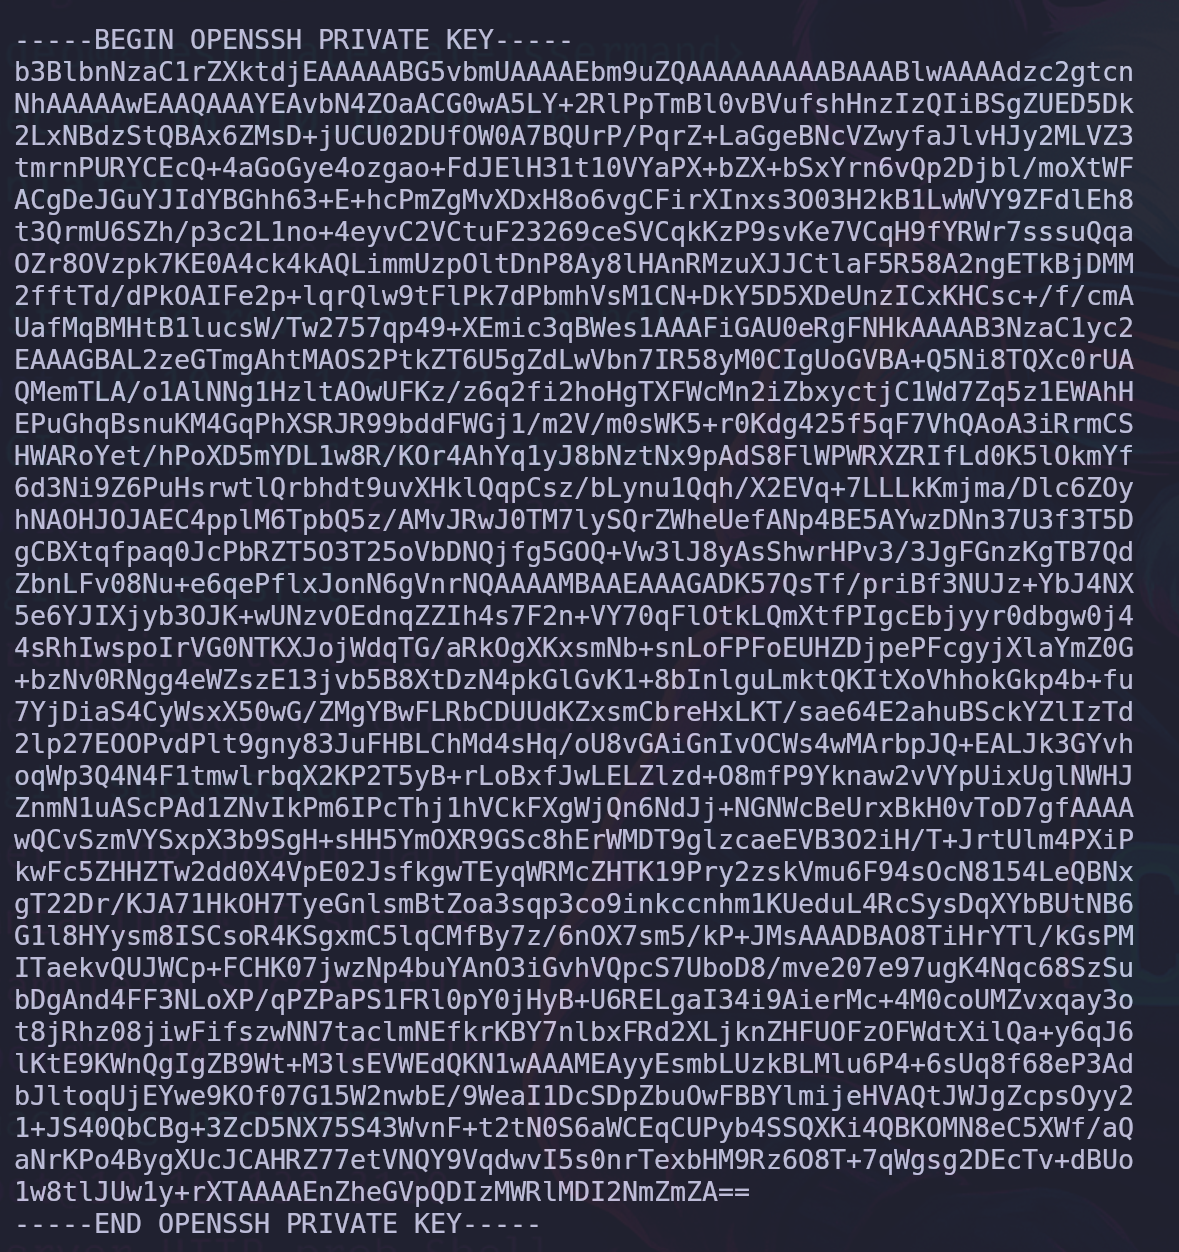 -----BEGIN OPENSSH PRIVATE KEY-----
b3BlbnNzaC1rZXktdjEAAAAABG5vbmUAAAAEbm9uZQAAAAAAAAABAAABlwAAAAdzc2gtcn
NhAAAAAwEAAQAAAYEAvbN4ZOaACG0wA5LY+2RlPpTmBl0vBVufshHnzIzQIiBSgZUED5Dk
2LxNBdzStQBAx6ZMsD+jUCU02DUfOW0A7BQUrP/PqrZ+LaGgeBNcVZwyfaJlvHJy2MLVZ3
tmrnPURYCEcQ+4aGoGye4ozgao+FdJElH31t10VYaPX+bZX+bSxYrn6vQp2Djbl/moXtWF
ACgDeJGuYJIdYBGhh63+E+hcPmZgMvXDxH8o6vgCFirXInxs3O03H2kB1LwWVY9ZFdlEh8
t3QrmU6SZh/p3c2L1no+4eyvC2VCtuF23269ceSVCqkKzP9svKe7VCqH9fYRWr7sssuQqa
OZr8OVzpk7KE0A4ck4kAQLimmUzpOltDnP8Ay8lHAnRMzuXJJCtlaF5R58A2ngETkBjDMM
2fftTd/dPkOAIFe2p+lqrQlw9tFlPk7dPbmhVsM1CN+DkY5D5XDeUnzICxKHCsc+/f/cmA
UafMqBMHtB1lucsW/Tw2757qp49+XEmic3qBWes1AAAFiGAU0eRgFNHkAAAAB3NzaC1yc2
EAAAGBAL2zeGTmgAhtMAOS2PtkZT6U5gZdLwVbn7IR58yM0CIgUoGVBA+Q5Ni8TQXc0rUA
QMemTLA/o1AlNNg1HzltAOwUFKz/z6q2fi2hoHgTXFWcMn2iZbxyctjC1Wd7Zq5z1EWAhH
EPuGhqBsnuKM4GqPhXSRJR99bddFWGj1/m2V/m0sWK5+r0Kdg425f5qF7VhQAoA3iRrmCS
HWARoYet/hPoXD5mYDL1w8R/KOr4AhYq1yJ8bNztNx9pAdS8FlWPWRXZRIfLd0K5lOkmYf
6d3Ni9Z6PuHsrwtlQrbhdt9uvXHklQqpCsz/bLynu1Qqh/X2EVq+7LLLkKmjma/Dlc6ZOy
hNAOHJOJAEC4pplM6TpbQ5z/AMvJRwJ0TM7lySQrZWheUefANp4BE5AYwzDNn37U3f3T5D
gCBXtqfpaq0JcPbRZT5O3T25oVbDNQjfg5GOQ+Vw3lJ8yAsShwrHPv3/3JgFGnzKgTB7Qd
ZbnLFv08Nu+e6qePflxJonN6gVnrNQAAAAMBAAEAAAGADK57QsTf/priBf3NUJz+YbJ4NX
5e6YJIXjyb3OJK+wUNzvOEdnqZZIh4s7F2n+VY70qFlOtkLQmXtfPIgcEbjyyr0dbgw0j4
4sRhIwspoIrVG0NTKXJojWdqTG/aRkOgXKxsmNb+snLoFPFoEUHZDjpePFcgyjXlaYmZ0G
+bzNv0RNgg4eWZszE13jvb5B8XtDzN4pkGlGvK1+8bInlguLmktQKItXoVhhokGkp4b+fu
7YjDiaS4CyWsxX50wG/ZMgYBwFLRbCDUUdKZxsmCbreHxLKT/sae64E2ahuBSckYZlIzTd
2lp27EOOPvdPlt9gny83JuFHBLChMd4sHq/oU8vGAiGnIvOCWs4wMArbpJQ+EALJk3GYvh
oqWp3Q4N4F1tmwlrbqX2KP2T5yB+rLoBxfJwLELZlzd+O8mfP9Yknaw2vVYpUixUglNWHJ
ZnmN1uAScPAd1ZNvIkPm6IPcThj1hVCkFXgWjQn6NdJj+NGNWcBeUrxBkH0vToD7gfAAAA
wQCvSzmVYSxpX3b9SgH+sHH5YmOXR9GSc8hErWMDT9glzcaeEVB3O2iH/T+JrtUlm4PXiP
kwFc5ZHHZTw2dd0X4VpE02JsfkgwTEyqWRMcZHTK19Pry2zskVmu6F94sOcN8154LeQBNx
gT22Dr/KJA71HkOH7TyeGnlsmBtZoa3sqp3co9inkccnhm1KUeduL4RcSysDqXYbBUtNB6
G1l8HYysm8ISCsoR4KSgxmC5lqCMfBy7z/6nOX7sm5/kP+JMsAAADBAO8TiHrYTl/kGsPM
ITaekvQUJWCp+FCHK07jwzNp4buYAnO3iGvhVQpcS7UboD8/mve207e97ugK4Nqc68SzSu
bDgAnd4FF3NLoXP/qPZPaPS1FRl0pY0jHyB+U6RELgaI34i9AierMc+4M0coUMZvxqay3o
t8jRhz08jiwFifszwNN7taclmNEfkrKBY7nlbxFRd2XLjknZHFUOFzOFWdtXilQa+y6qJ6
lKtE9KWnQgIgZB9Wt+M3lsEVWEdQKN1wAAAMEAyyEsmbLUzkBLMlu6P4+6sUq8f68eP3Ad
bJltoqUjEYwe9KOf07G15W2nwbE/9WeaI1DcSDpZbuOwFBBYlmijeHVAQtJWJgZcpsOyy2
1+JS40QbCBg+3ZcD5NX75S43WvnF+t2tN0S6aWCEqCUPyb4SSQXKi4QBKOMN8eC5XWf/aQ
aNrKPo4BygXUcJCAHRZ77etVNQY9VqdwvI5s0nrTexbHM9Rz6O8T+7qWgsg2DEcTv+dBUo
1w8tlJUw1y+rXTAAAAEnZheGVpQDIzMWRlMDI2NmZmZA==
-----END OPENSSH PRIVATE KEY-----